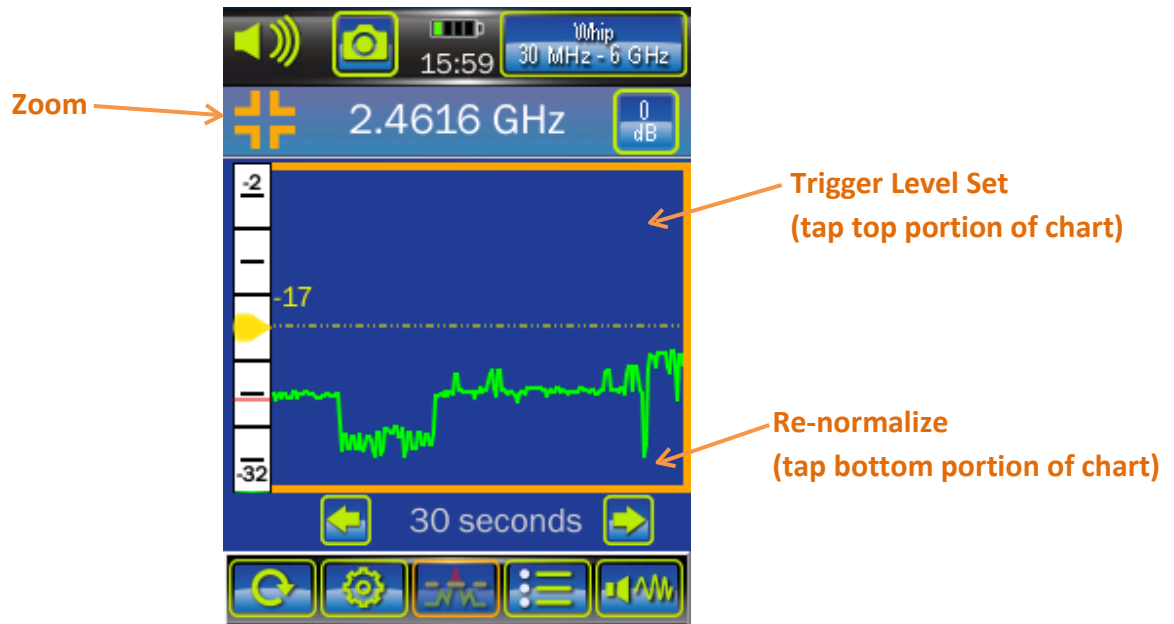 Whip
15:59
30 MHz - 6 GHz
Zoom
2.4616 GHz
0
dB
-2
Trigger Level Set
(tap top portion of chart)
-17
Re-normalize
(tap bottom portion of chart)
-32
30 seconds